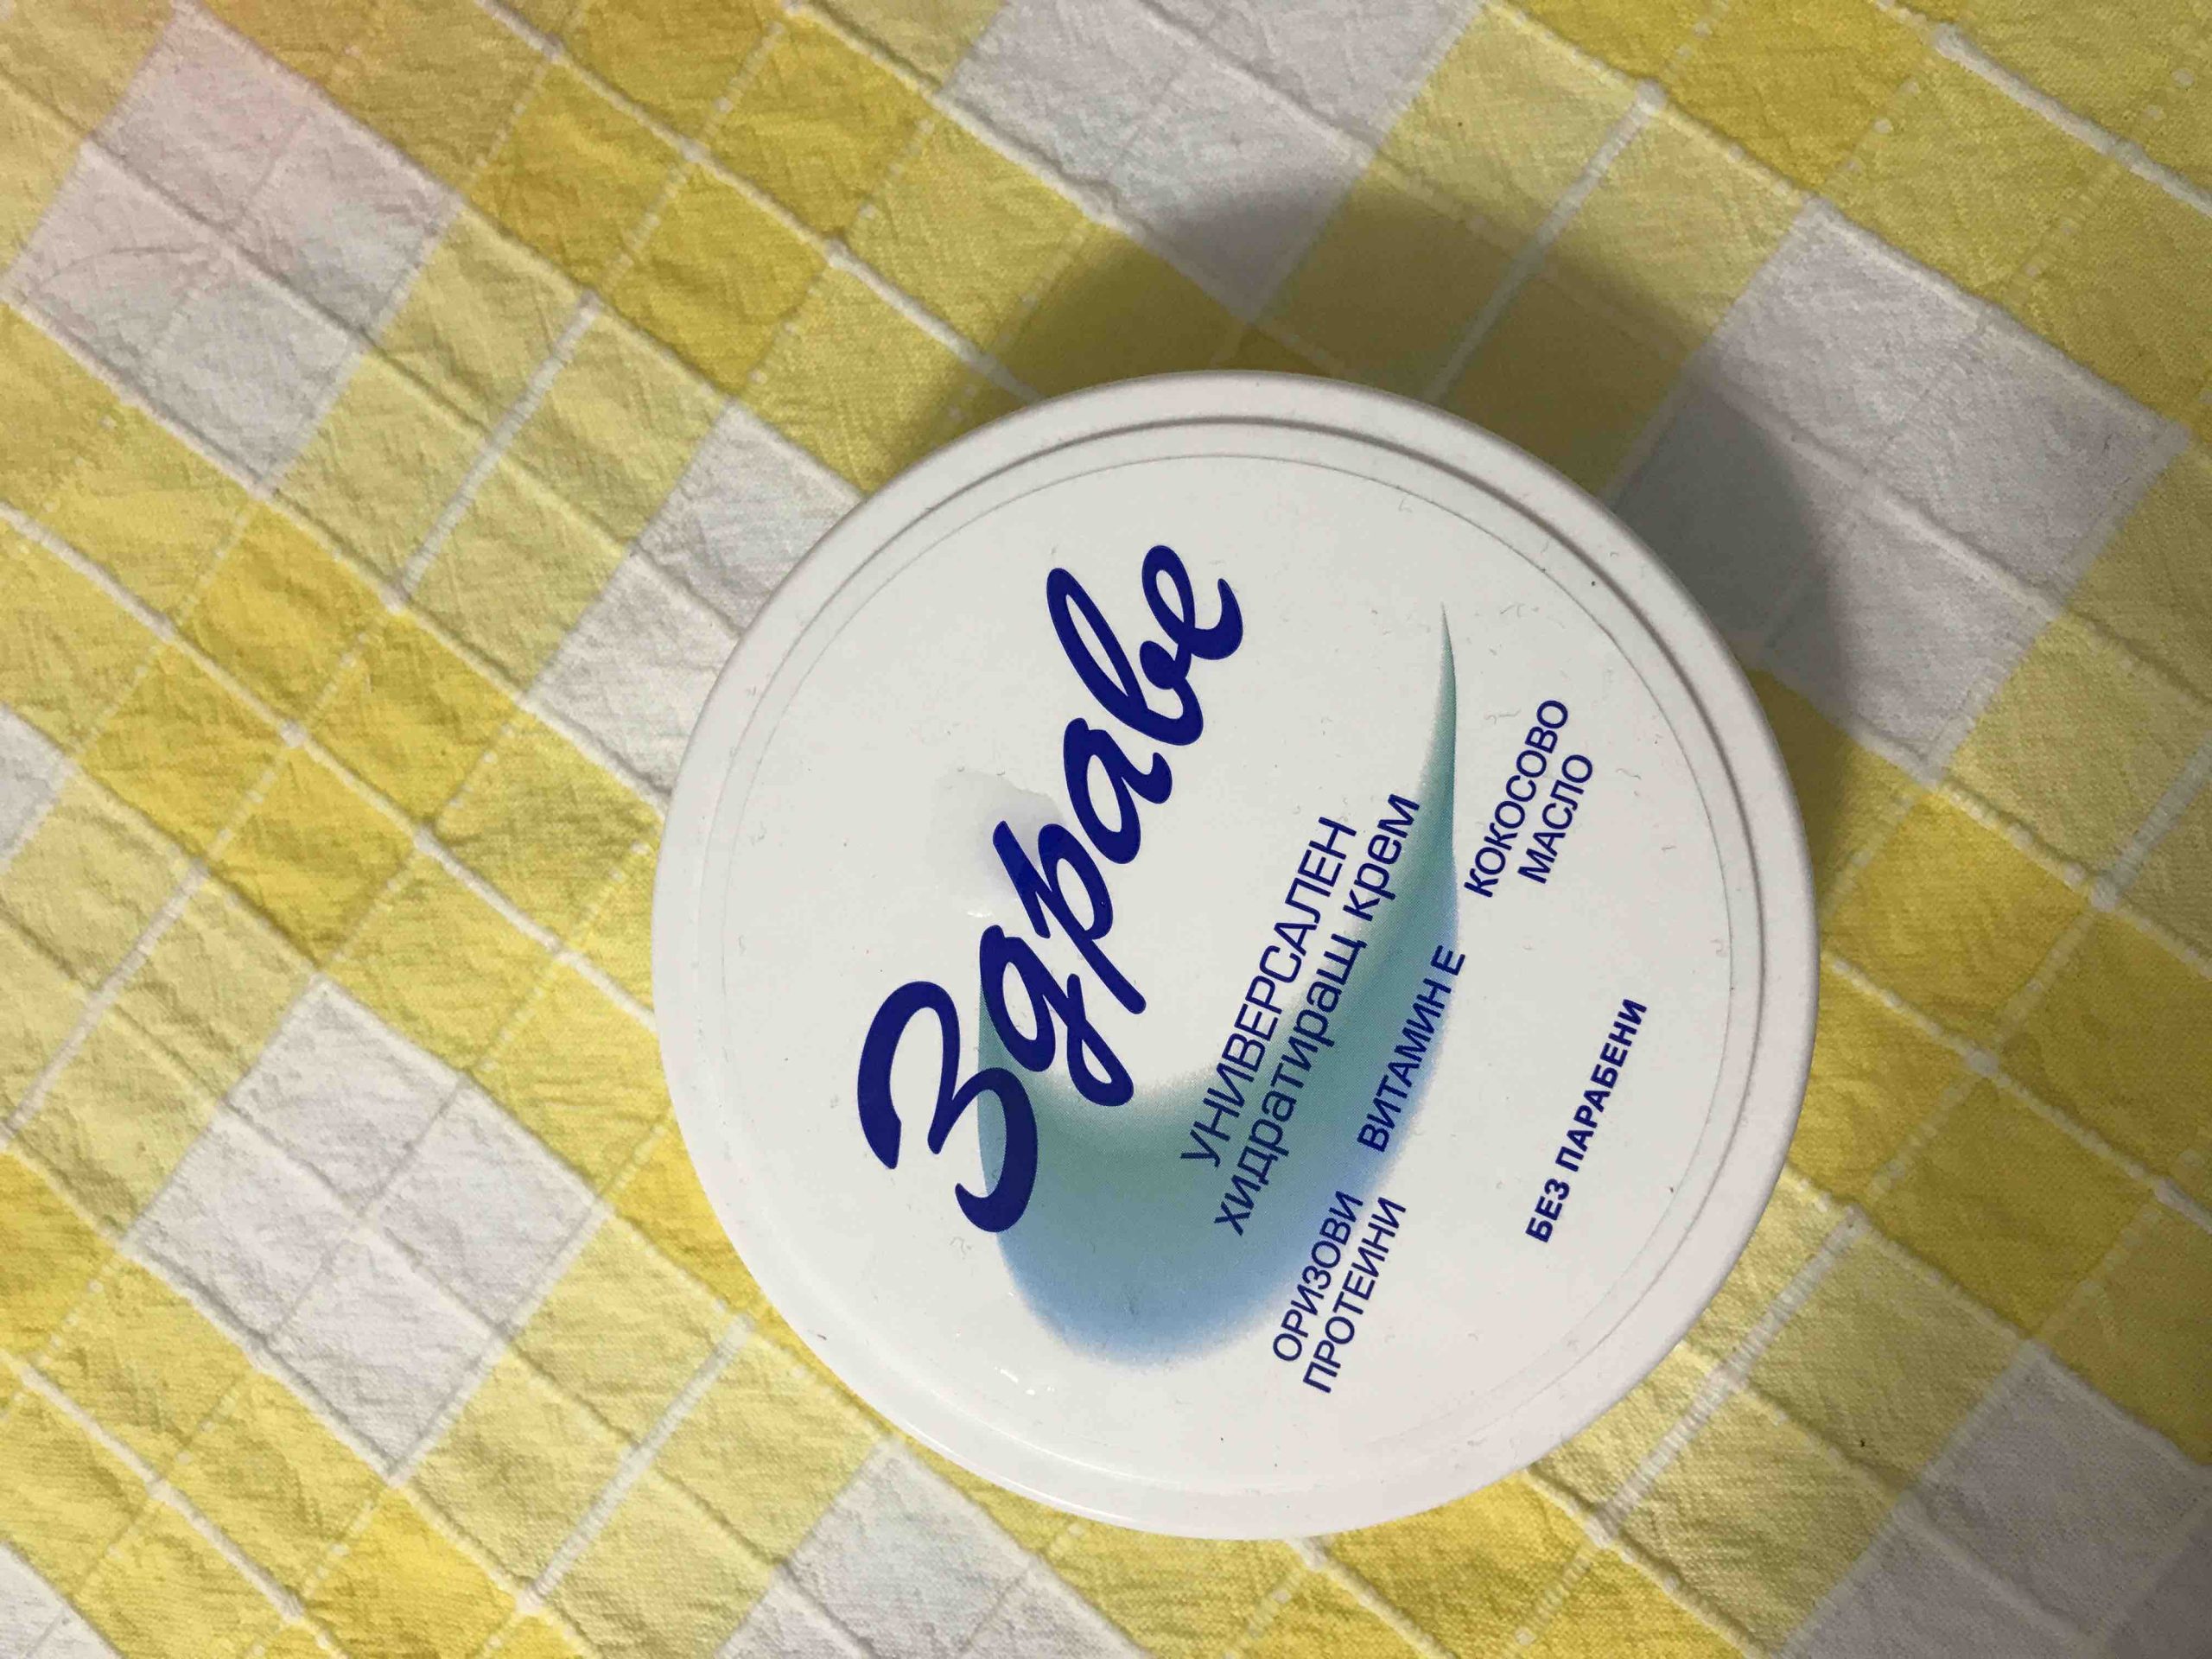 Здраве
УНИВЕРСАЛЕН
хидратиращ крем
ОРИЗОВИ
ПРОТЕИНИ
ВИТАМИН Е
КОКОСОВО
МАСЛО
БЕЗ ПАРАБЕНИ